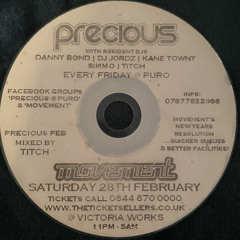 precious
WITH RESIDENT DJS
DANNY BOND | DJ JORDZ | KANE TOWNY
SIMMO | TITCH
EVERY FRIDAY @ PURO
FACEBOOK GROUPS
'PRECIOUS @ PURO'
& 'MOVEMENT'
INFO:
07877822966
PRECIOUS FEB
MIXED BY
TITCH
MOVEMENT'S
NEW YEARS
RESOLUTION
...QUICKER QUEUES
& BETTER FACILITIES!
movement
SATURDAY 28TH FEBRUARY
TICKETS CALL 0844 870 0000
WWW.THETICKETSELLERS.CO.UK
@ VICTORIA WORKS
11PM - 5AM